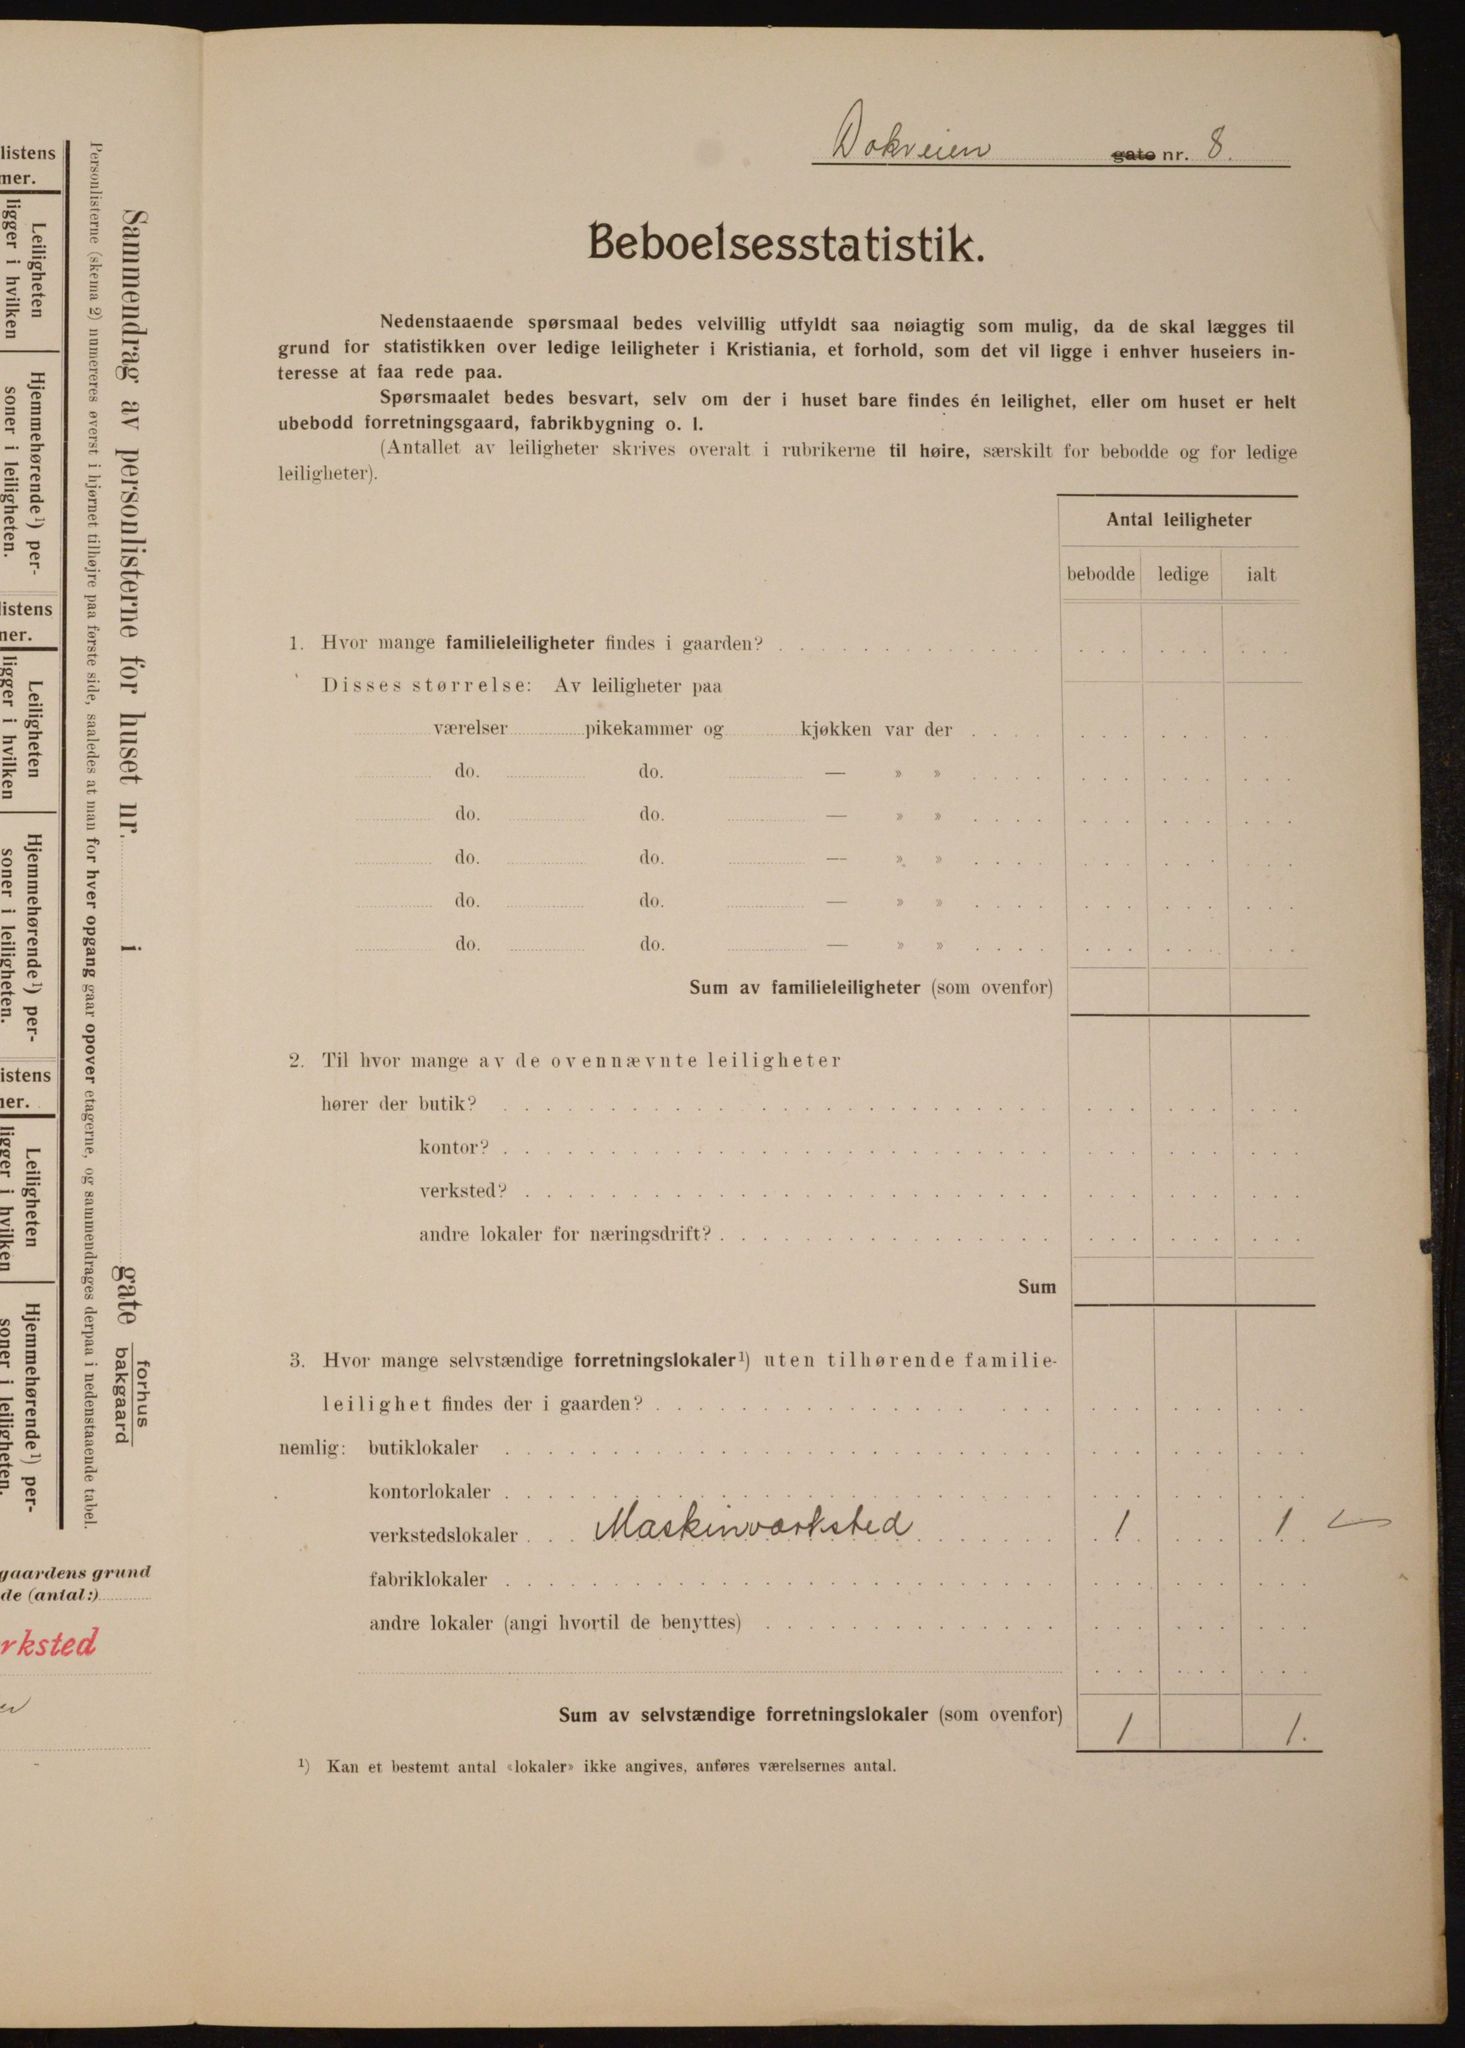 Dokveien gate nr. 8.
Beboelsesstatistik.
Nedenstaaende spørsmaal bedes velvillig utfyldt saa nøiagtig som mulig, da de skal lægges til
grund for statistikken over ledige leiligheter i Kristiania, et forhold, som det vil ligge i enhver huseiers in-
teresse at faa rede paa.
Spørsmaalet bedes besvart, selv om der i huset bare findes én leilighet, eller om huset er helt
ubebodd forretningsgaard, fabrikbygning o. l.
(Antallet av leiligheter skrives overalt i rubrikerne til høire, særskilt for bebodde og for ledige
leiligheter).
Antal leiligheter
bebodde ledige ialt
1. Hvor mange familieleiligheter findes i gaarden?
Disses størrelse: Av leiligheter paa
værelser pikekammer og kjøkken var der
do. do. — » »
do. do. — » »
do. do. — » »
do. do. — » »
do. do. — » »
Sum av familieleiligheter (som ovenfor)
2. Til hvor mange av de ovennævnte leiligheter
hører der butik?
kontor?
verksted?
andre lokaler for næringsdrift?
Sum
3. Hvor mange selvstændige forretningslokaler¹) uten tilhørende familie-
leilighet findes der i gaarden?
nemlig: butiklokaler
kontorlokaler
verkstedslokaler Maskinværksted 1 1
fabriklokaler
andre lokaler (angi hvortil de benyttes)
Sum av selvstændige forretningslokaler (som ovenfor) 1 1.
¹) Kan et bestemt antal «lokaler» ikke angives, anføres værelsernes antal.
Sammendrag av personlisterne for huset nr. i gate forhus
bakgaard
Personlisterne (skema 2) numereres øverst i hjørnet tilhøjre paa første side, saaledes at man for hver opgang gaar opover etagerne, og sammendrages derpaa i nedenstaaende tabel.
listens
mer.
Leiligheten
ligger i hvilken
Hjemmehørende¹) per-
soner i leiligheten.
listens
ner.
Leiligheten
ligger i hvilken
Hjemmehørende¹) per-
soner i leiligheten.
istens
ner.
Leiligheten
ligger i hvilken
Hjemmehørende¹) per-
soner i leiligheten.
gaardens grund
de (antal:)
rksted